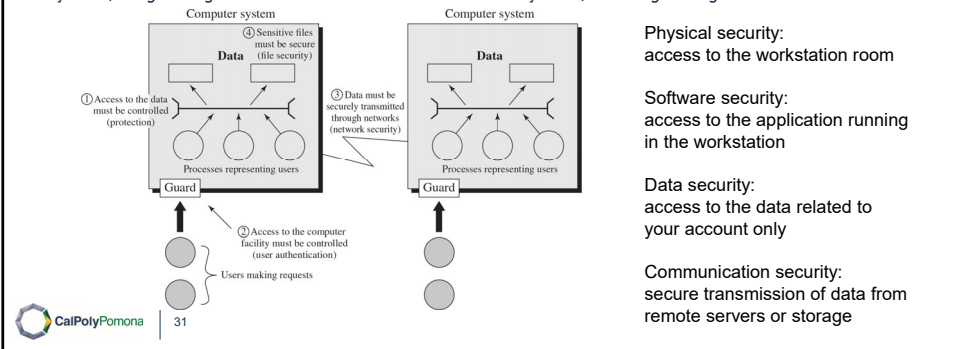 Computer system
④ Sensitive files
must be secure
(file security)
Data
① Access to the data
must be controlled
(protection)
Processes representing users
Guard
② Access to the computer
facility must be controlled
(user authentication)
Users making requests
③ Data must be
securely transmitted
through networks
(network security)
Computer system
Data
Processes representing users
Guard
Physical security:
access to the workstation room
Software security:
access to the application running
in the workstation
Data security:
access to the data related to
your account only
Communication security:
secure transmission of data from
remote servers or storage
CalPolyPomona
31